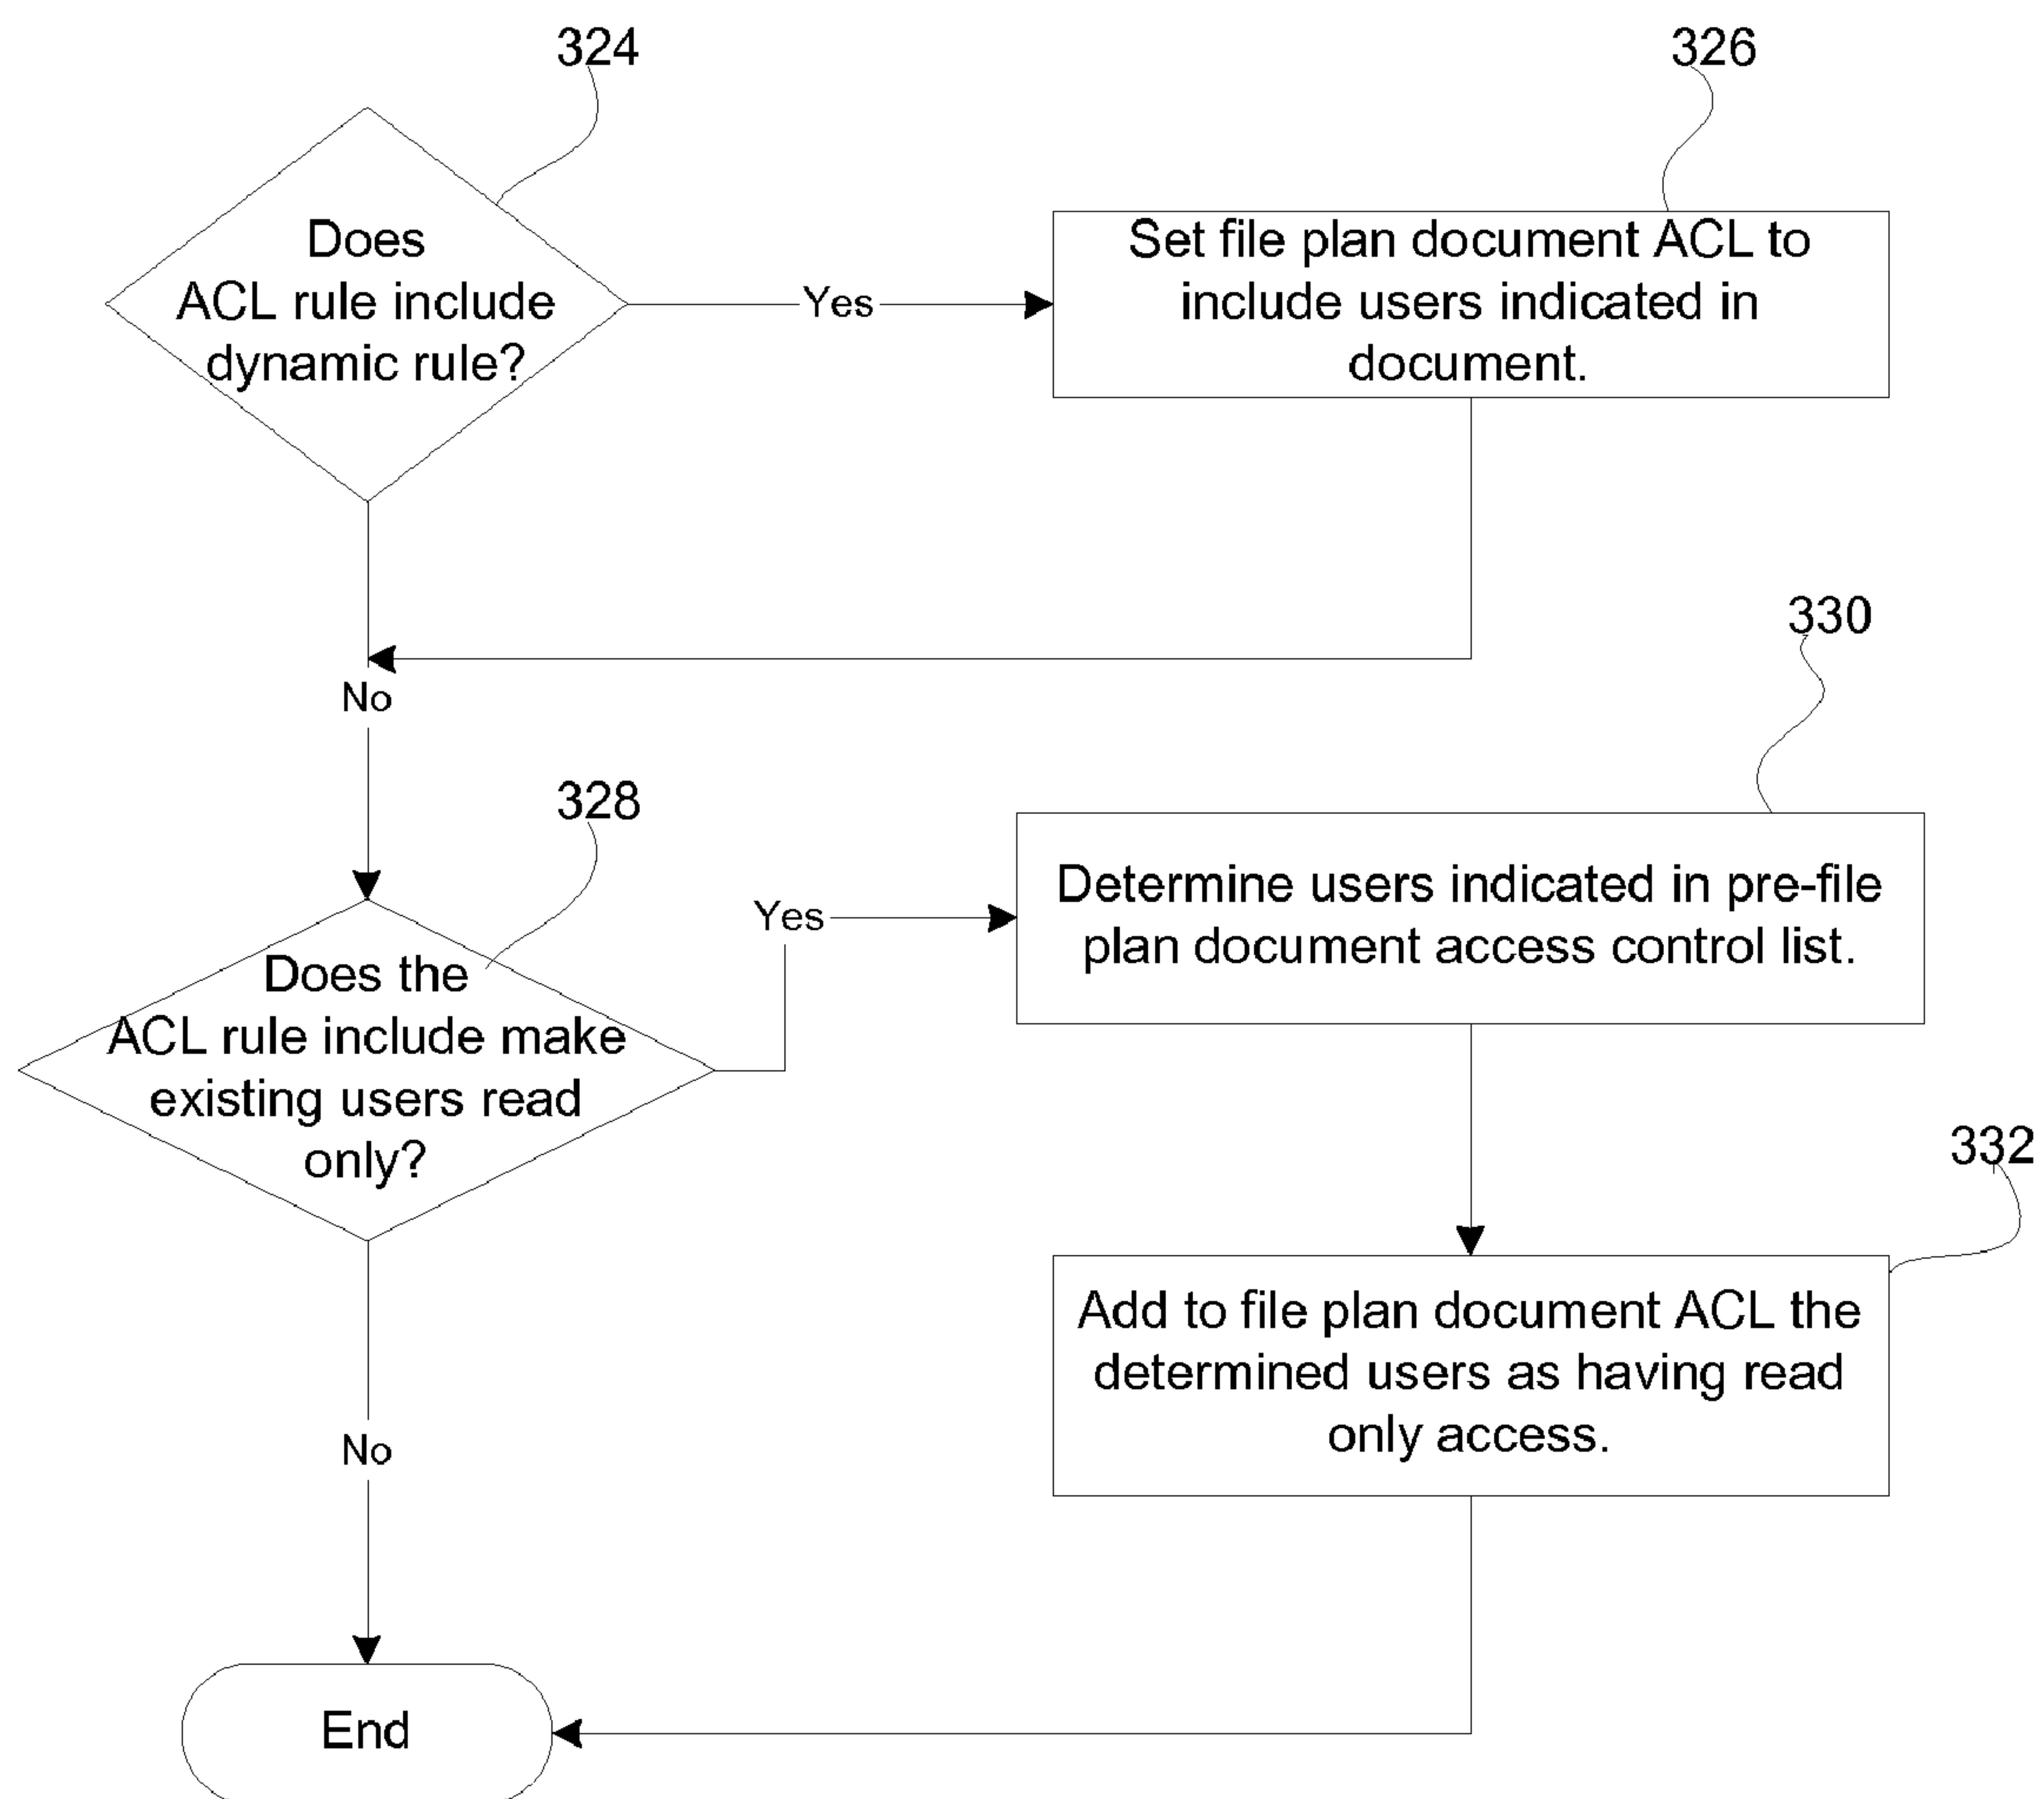 324
326
Does
ACL rule include
dynamic rule?
Yes
Set file plan document ACL to
include users indicated in
document.
330
No
328
Yes
Determine users indicated in pre-file
plan document access control list.
Does the
ACL rule include make
existing users read
only?
332
Add to file plan document ACL the
determined users as having read
only access.
No
End